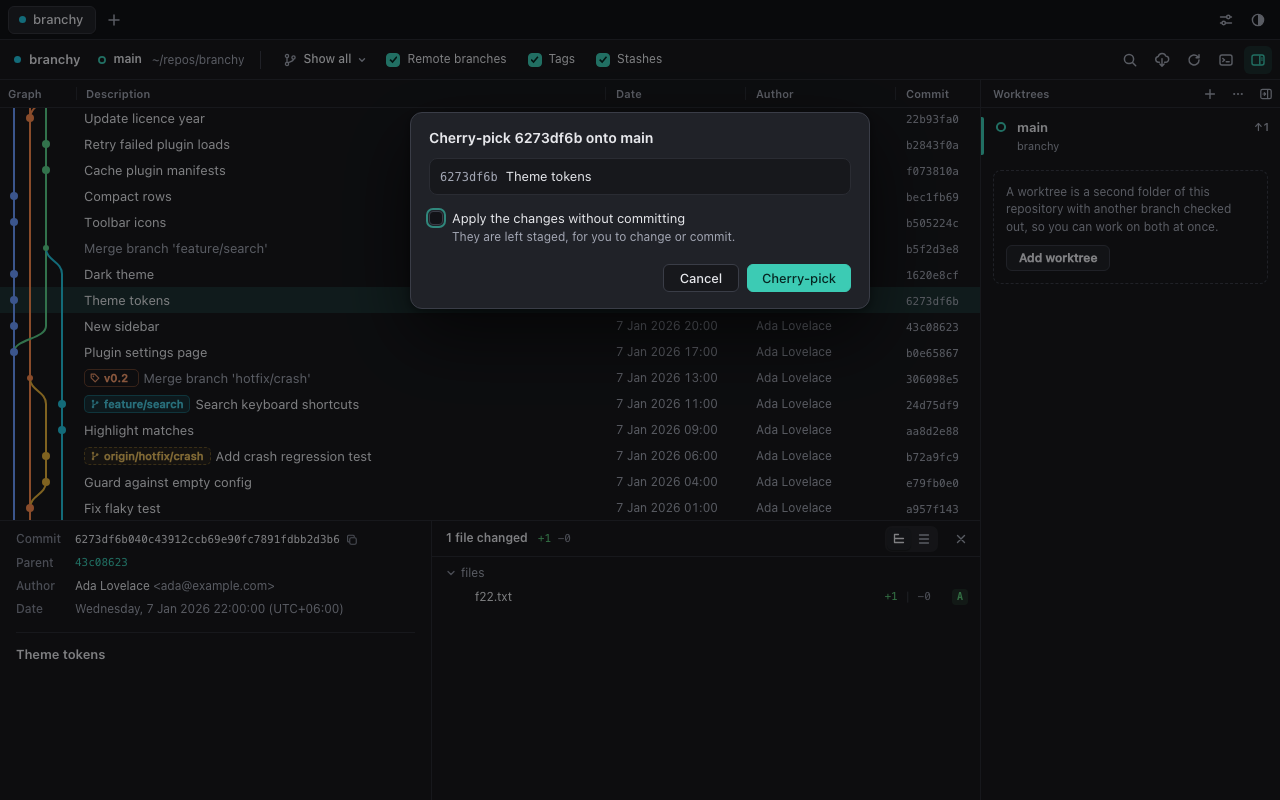 branchy
branchy main ~/repos/branchy Show all Remote branches Tags Stashes
Graph Description Date Author Commit Worktrees
Update licence year 22b93fa0
Retry failed plugin loads b2843f0a
Cache plugin manifests f073810a
Compact rows bec1fb69
Toolbar icons b505224c
Merge branch 'feature/search' b5f2d3e8
Dark theme 1620e8cf
Theme tokens 6273df6b
New sidebar 7 Jan 2026 20:00 Ada Lovelace 43c08623
Plugin settings page 7 Jan 2026 17:00 Ada Lovelace b0e65867
v0.2 Merge branch 'hotfix/crash' 7 Jan 2026 13:00 Ada Lovelace 306098e5
feature/search Search keyboard shortcuts 7 Jan 2026 11:00 Ada Lovelace 24d75df9
Highlight matches 7 Jan 2026 09:00 Ada Lovelace aa8d2e88
origin/hotfix/crash Add crash regression test 7 Jan 2026 06:00 Ada Lovelace b72a9fc9
Guard against empty config 7 Jan 2026 04:00 Ada Lovelace e79fb0e0
Fix flaky test 7 Jan 2026 01:00 Ada Lovelace a957f143
Cherry-pick 6273df6b onto main
6273df6b Theme tokens
Apply the changes without committing
They are left staged, for you to change or commit.
Cancel Cherry-pick
main ↑1
branchy
A worktree is a second folder of this
repository with another branch checked
out, so you can work on both at once.
Add worktree
Commit 6273df6b040c43912ccb69e90fc7891fdbb2d3b6
Parent 43c08623
Author Ada Lovelace <ada@example.com>
Date Wednesday, 7 Jan 2026 22:00:00 (UTC+06:00)
Theme tokens
1 file changed +1 −0
files
f22.txt +1 −0 A